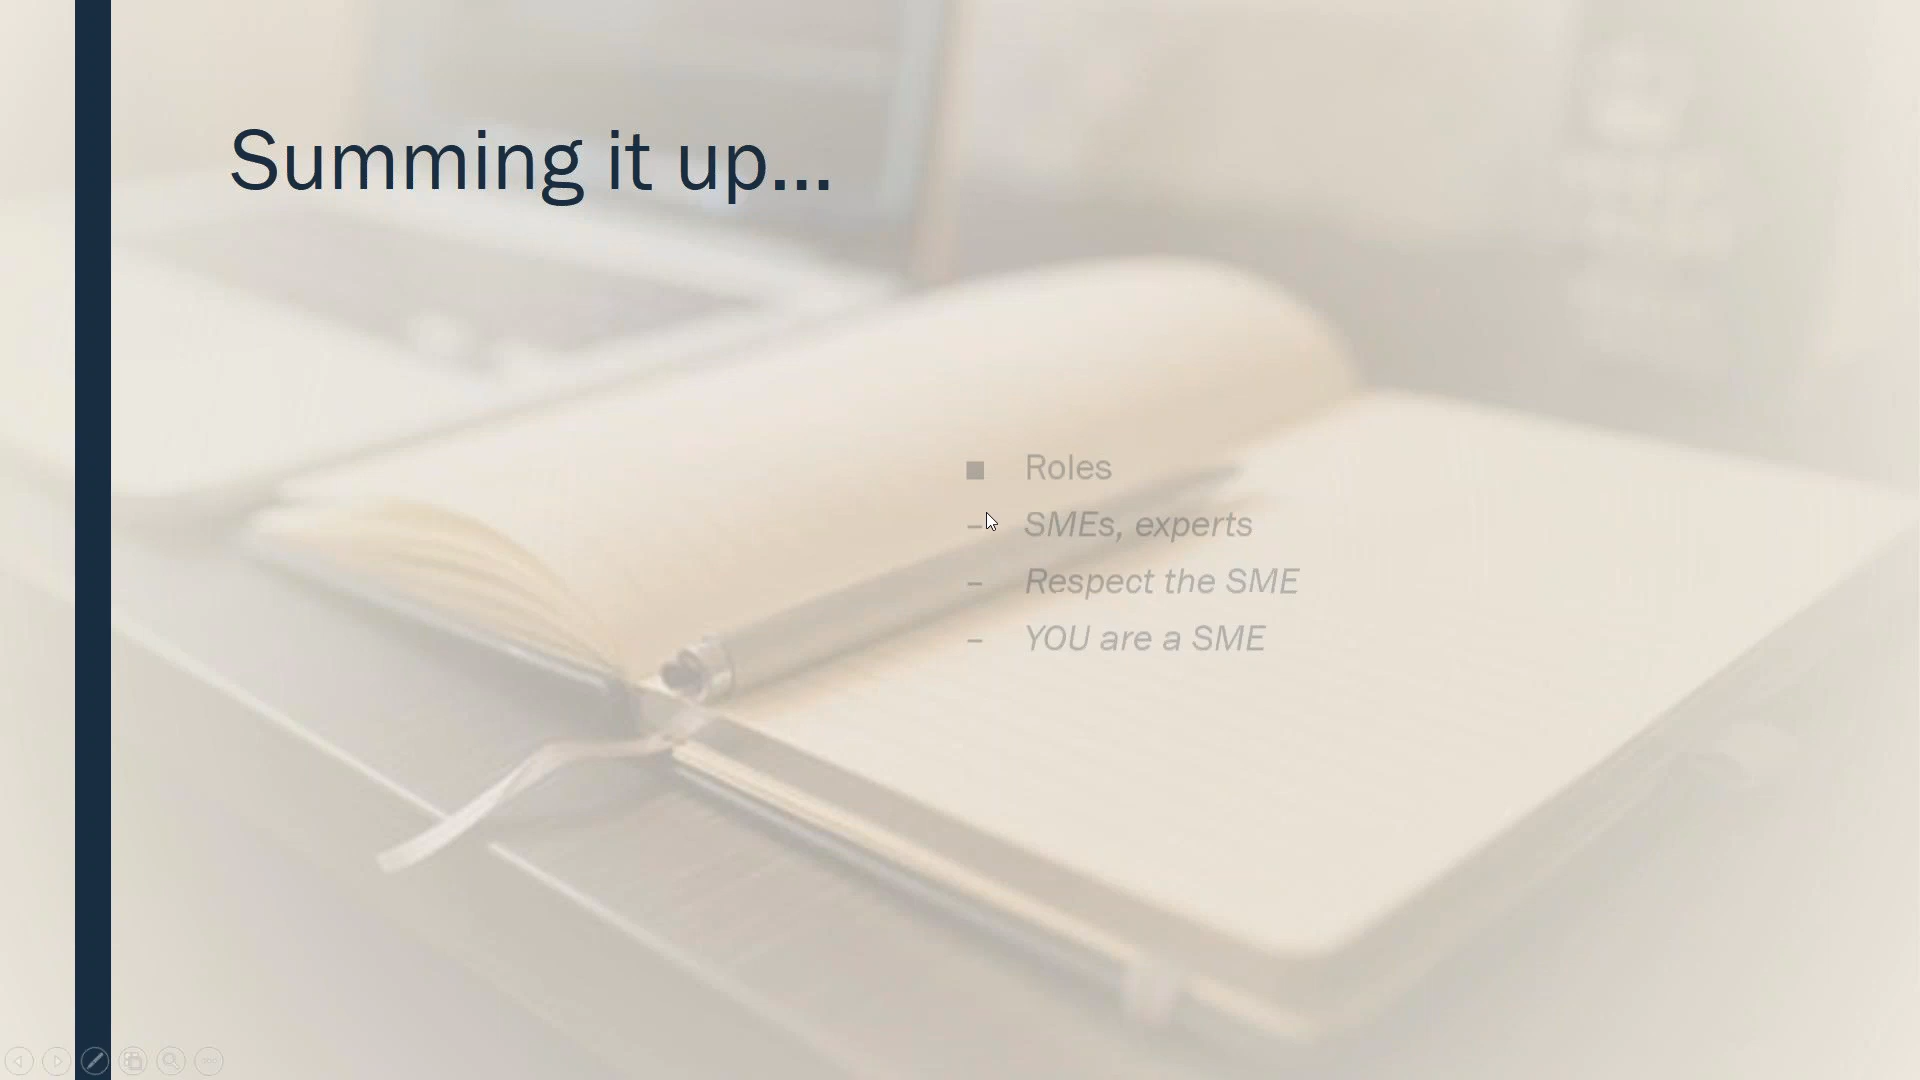 Summing it up...
■ Roles
– SMEs, experts
– Respect the SME
– YOU are a SME